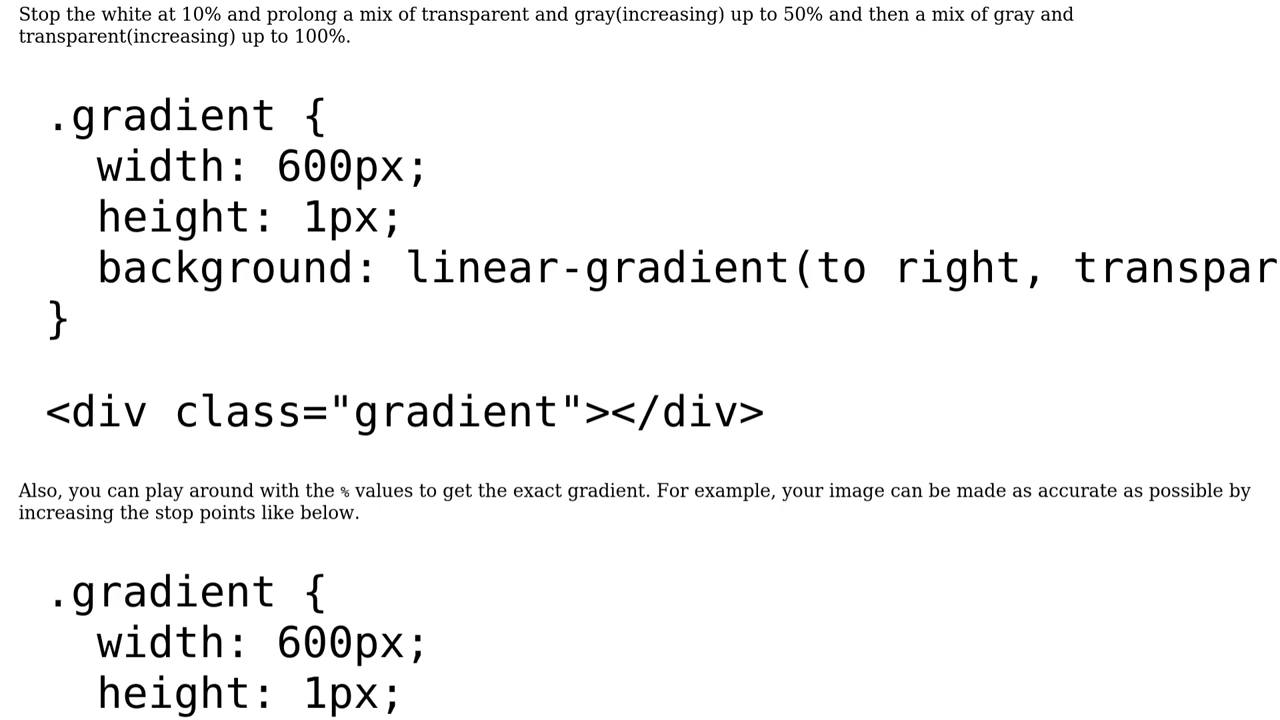 Stop the white at 10% and prolong a mix of transparent and gray(increasing) up to 50% and then a mix of gray and
transparent(increasing) up to 100%.
.gradient {
  width: 600px;
  height: 1px;
  background: linear-gradient(to right, transpar
}
<div class="gradient"></div>
Also, you can play around with the % values to get the exact gradient. For example, your image can be made as accurate as possible by
increasing the stop points like below.
.gradient {
  width: 600px;
  height: 1px;